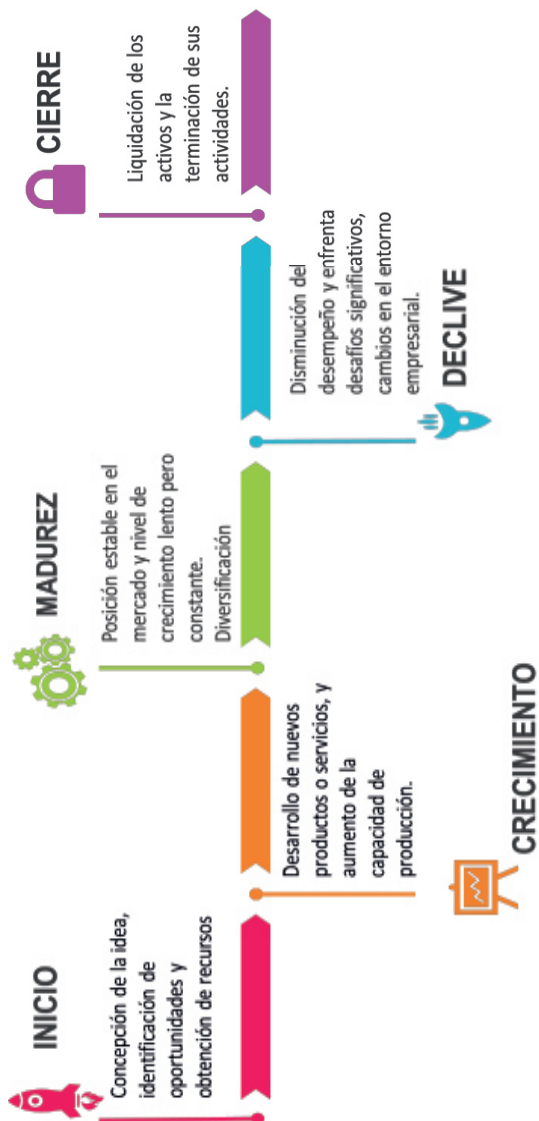 INICIO
Concepción de la idea,
identificación de
oportunidades y
obtención de recursos
CRECIMIENTO
Desarrollo de nuevos
productos o servicios, y
aumento de la
capacidad de
producción.
MADUREZ
Posición estable en el
mercado y nivel de
crecimiento lento pero
constante.
Diversificación
DECLIVE
Disminución del
desempeño y enfrenta
desafíos significativos,
cambios en el entorno
empresarial.
CIERRE
Liquidación de los
activos y la
terminación de sus
actividades.